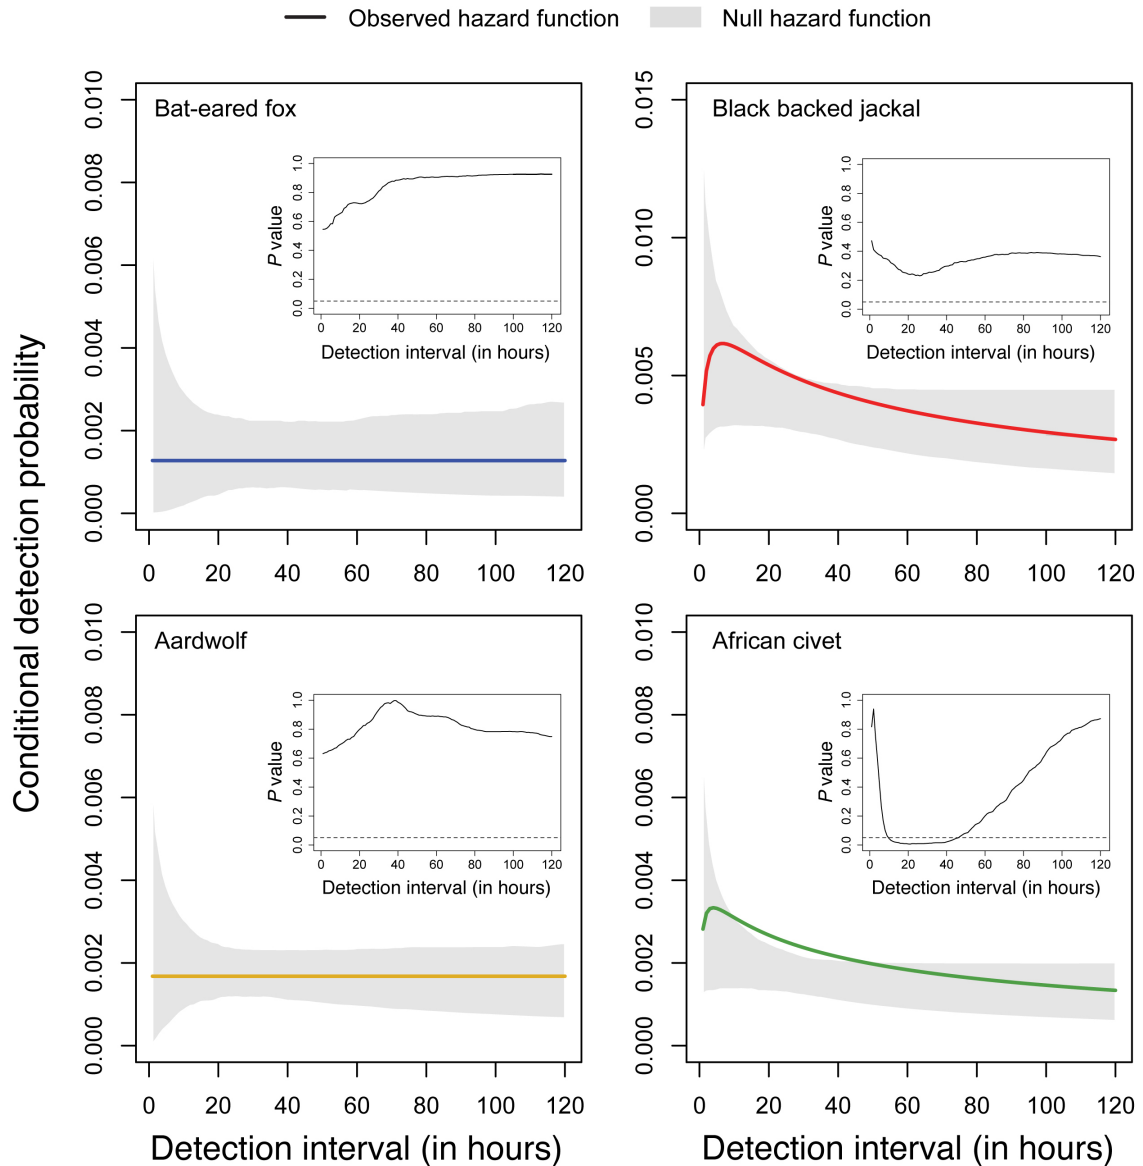 Observed hazard function Null hazard function
Conditional detection probability
Bat-eared fox
0.000 0.002 0.004 0.006 0.008 0.010
P value
0.0 0.2 0.4 0.6 0.8 1.0
0 20 40 60 80 100 120
Detection interval (in hours)
0 20 40 60 80 100 120
Black backed jackal
0.000 0.005 0.010 0.015
P value
0.0 0.2 0.4 0.6 0.8 1.0
0 20 40 60 80 100 120
Detection interval (in hours)
0 20 40 60 80 100 120
Aardwolf
0.000 0.002 0.004 0.006 0.008 0.010
P value
0.0 0.2 0.4 0.6 0.8 1.0
0 20 40 60 80 100 120
Detection interval (in hours)
0 20 40 60 80 100 120
Detection interval (in hours)
African civet
0.000 0.002 0.004 0.006 0.008 0.010
P value
0.0 0.2 0.4 0.6 0.8 1.0
0 20 40 60 80 100 120
Detection interval (in hours)
0 20 40 60 80 100 120
Detection interval (in hours)